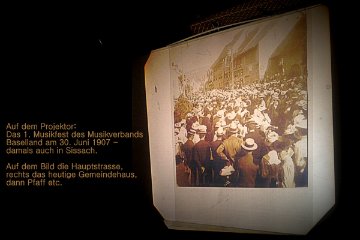 Auf dem Projektor:
Das 1. Musikfest des Musikverbands
Baselland am 30. Juni 1907 –
damals auch in Sissach.
Auf dem Bild die Hauptstrasse,
rechts das heutige Gemeindehaus,
dann Pfaff etc.